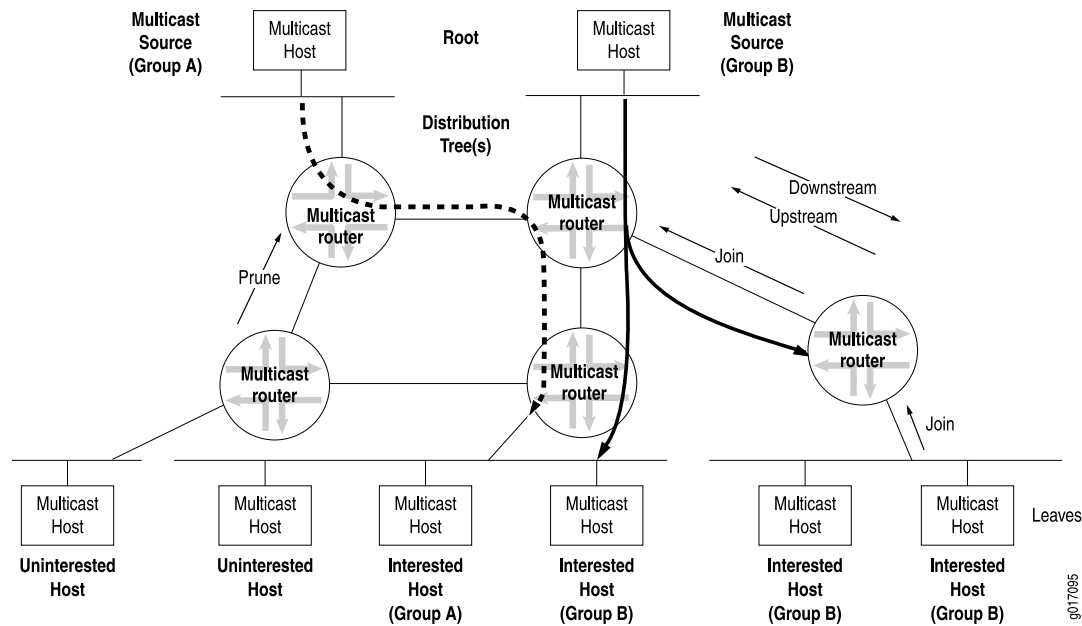 Multicast
Source
(Group A)
Multicast
Host
Root
Multicast
Host
Multicast
Source
(Group B)
Distribution
Tree(s)
Multicast
router
Multicast
router
Downstream
Upstream
Join
Prune
Multicast
router
Multicast
router
Multicast
router
Join
Multicast
Host
Multicast
Host
Multicast
Host
Multicast
Host
Multicast
Host
Multicast
Host
Leaves
Uninterested
Host
Uninterested
Host
Interested
Host
(Group A)
Interested
Host
(Group B)
Interested
Host
(Group B)
Interested
Host
(Group B)
g017095